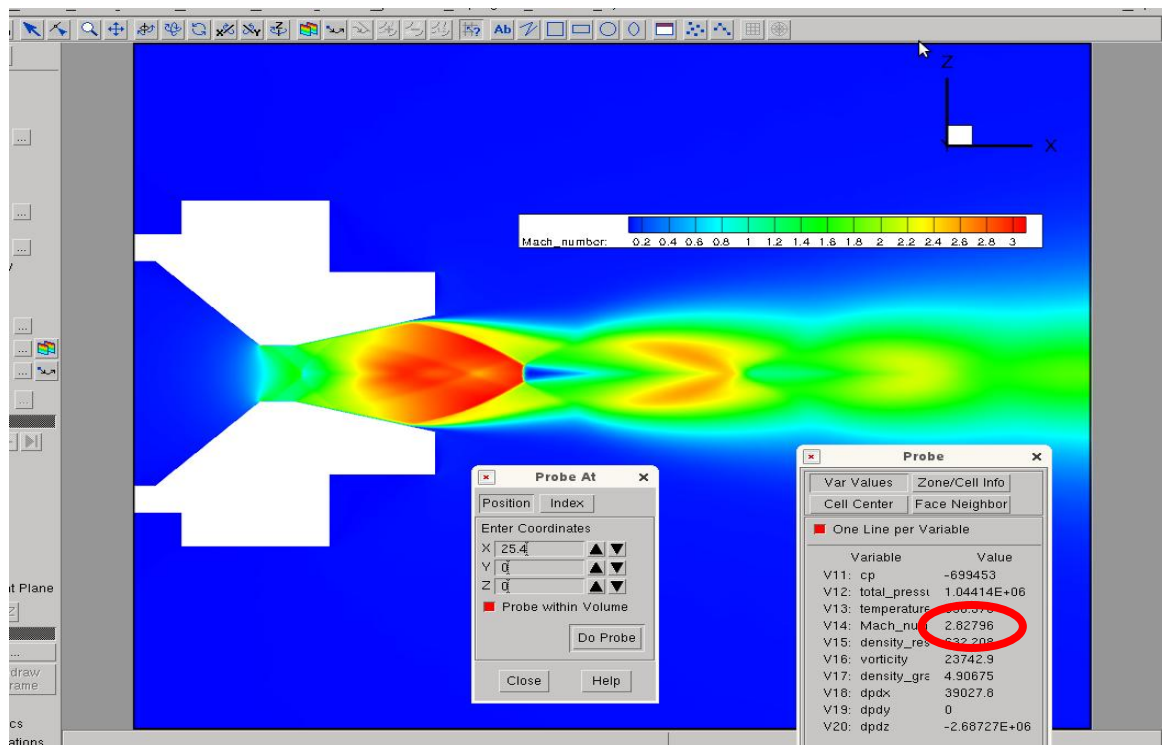 Ab
Z
X
Mach_number: 0.2 0.4 0.6 0.8 1 1.2 1.4 1.6 1.8 2 2.2 2.4 2.6 2.8 3
Probe At
Position Index
Enter Coordinates
X 25.4
Y 0
Z 0
Probe within Volume
Do Probe
Close Help
Probe
Var Values Zone/Cell Info
Cell Center Face Neighbor
One Line per Variable
Variable Value
V11: cp -699453
V12: total_pressu 1.04414E+06
V13: temperature
V14: Mach_num 2.82796
V15: density_res 632.208
V16: vorticity 23742.9
V17: density_gra 4.90675
V18: dpdx 39027.8
V19: dpdy 0
V20: dpdz -2.68727E+06
t Plane
Z
...
draw
rame
cs
ations